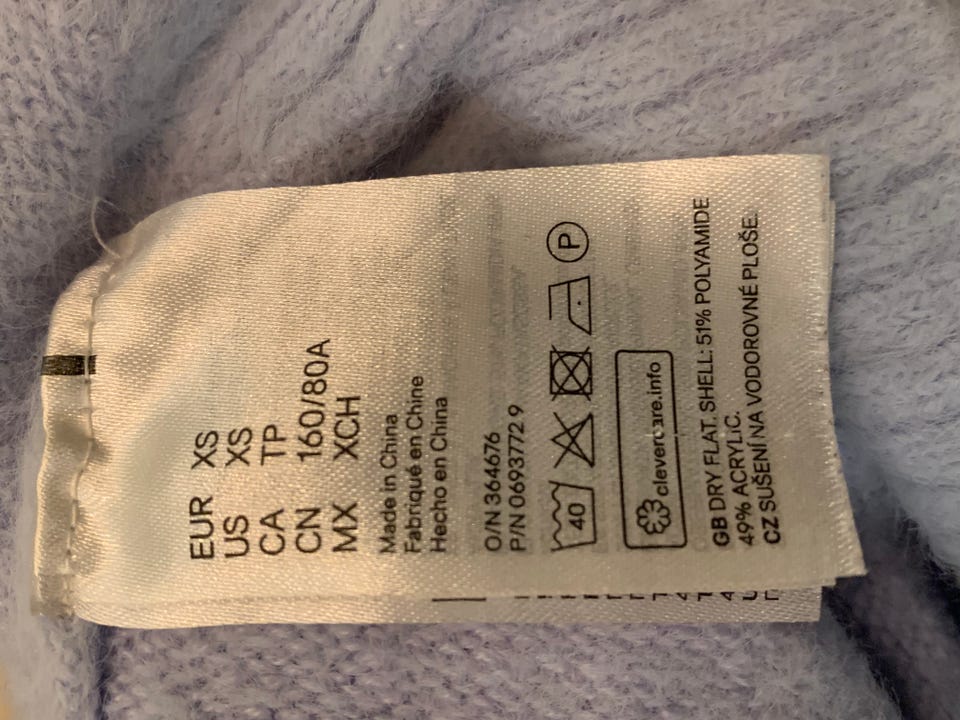 EUR XS
US XS
CA TP
CN 160/80A
MX XCH
Made in China
Fabriqué en Chine
Hecho en China
O/N 364676
P/N 0693772 9
40
P
clevercare.info
GB DRY FLAT. SHELL: 51% POLYAMIDE
49% ACRYLIC.
CZ SUŠENÍ NA VODOROVNÉ PLOŠE.